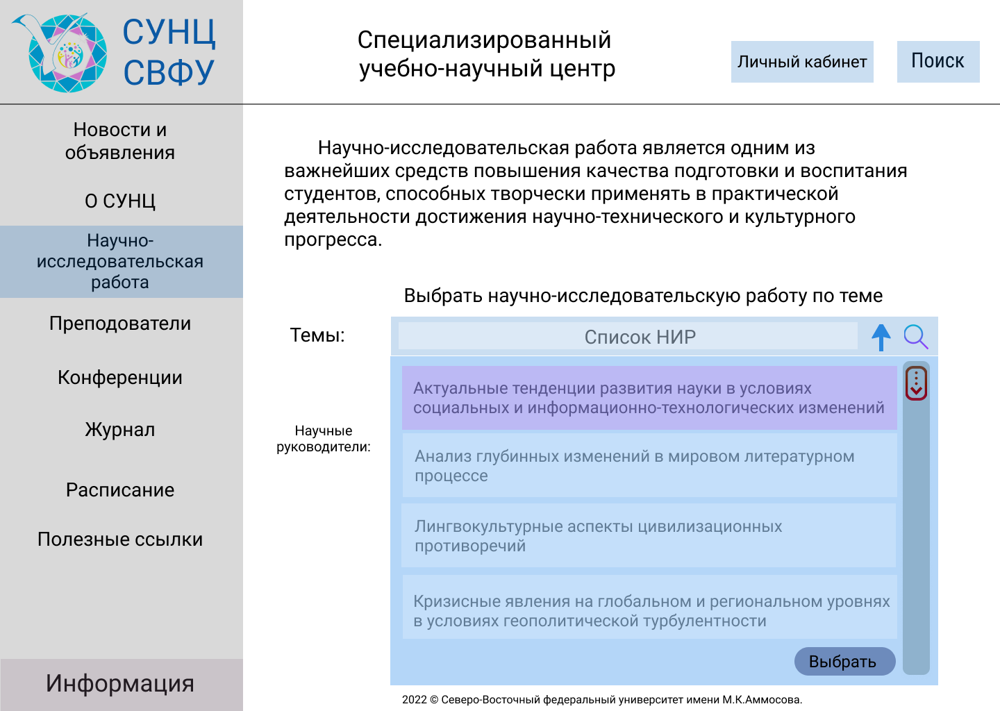 СУНЦ
СВФУ
Специализированный
учебно-научный центр
Личный кабинет
Поиск
Новости и
объявления
О СУНЦ
Научно-
исследовательская
работа
Преподователи
Конференции
Журнал
Расписание
Полезные ссылки
Информация
Научно-исследовательская работа является одним из
важнейших средств повышения качества подготовки и воспитания
студентов, способных творчески применять в практической
деятельности достижения научно-технического и культурного
прогресса.
Выбрать научно-исследовательскую работу по теме
Темы:
Список НИР
Актуальные тенденции развития науки в условиях
социальных и информационно-технологических изменений
Научные
руководители:
Анализ глубинных изменений в мировом литературном
процессе
Лингвокультурные аспекты цивилизационных
противоречий
Кризисные явления на глобальном и региональном уровнях
в условиях геополитической турбулентности
Выбрать
2022 © Северо-Восточный федеральный университет имени М.К.Аммосова.